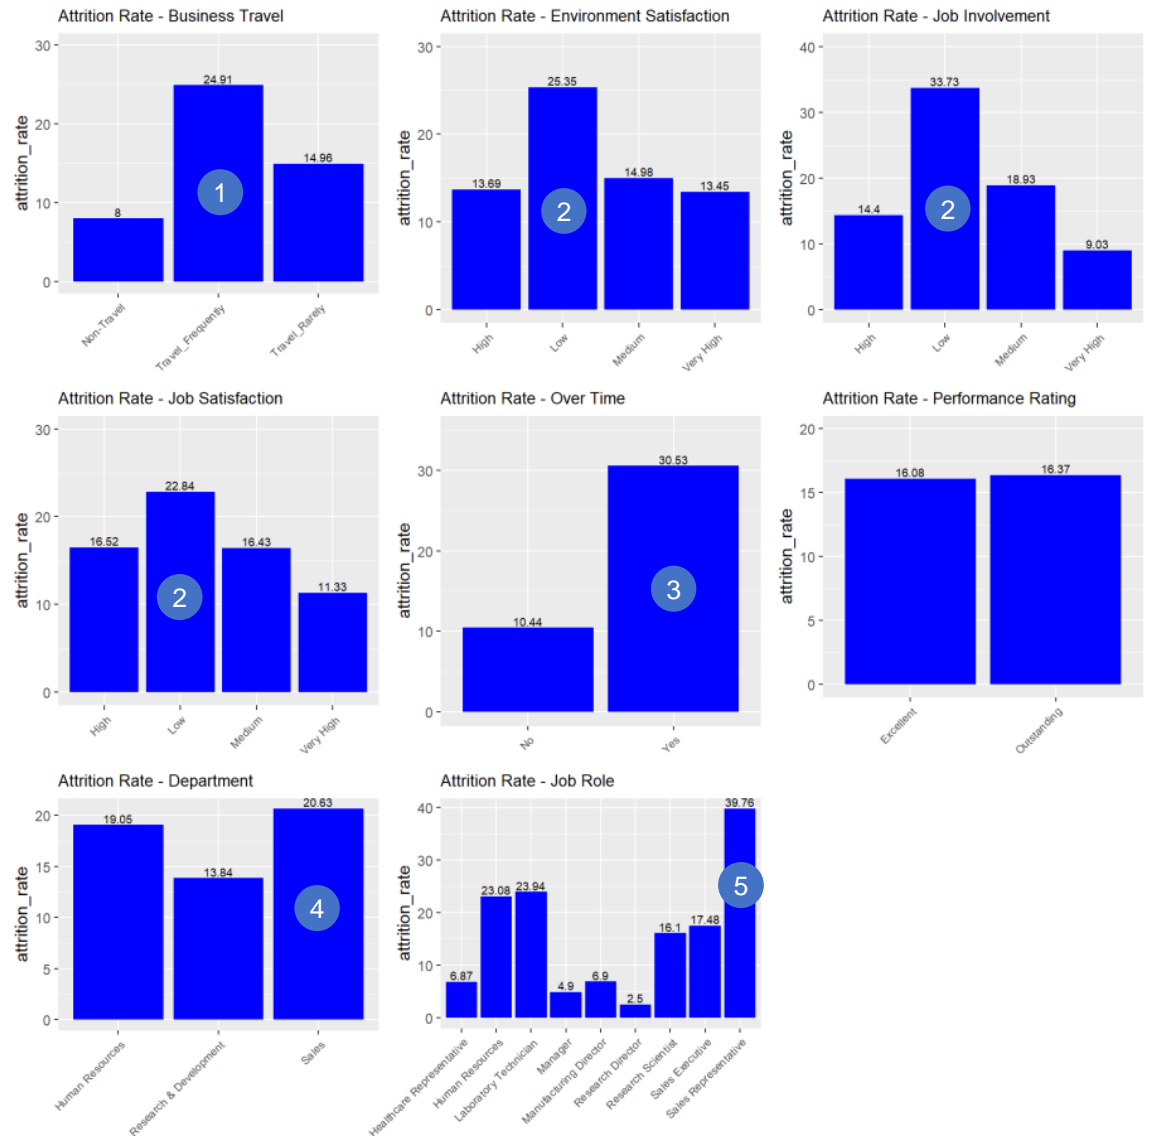 Attrition Rate - Business Travel
attrition_rate
30
20
10
0
8
24.91
14.96
1
Non-Travel
Travel_Frequently
Travel_Rarely
Attrition Rate - Environment Satisfaction
attrition_rate
30
20
10
0
13.69
25.35
14.98
13.45
2
High
Low
Medium
Very High
Attrition Rate - Job Involvement
attrition_rate
40
30
20
10
0
14.4
33.73
18.93
9.03
2
High
Low
Medium
Very High
Attrition Rate - Job Satisfaction
attrition_rate
30
20
10
0
16.52
22.84
16.43
11.33
2
High
Low
Medium
Very High
Attrition Rate - Over Time
attrition_rate
30
20
10
0
10.44
30.53
3
No
Yes
Attrition Rate - Performance Rating
attrition_rate
20
15
10
5
0
16.08
16.37
Excellent
Outstanding
Attrition Rate - Department
attrition_rate
20
15
10
5
0
19.05
13.84
20.63
4
Human Resources
Research & Development
Sales
Attrition Rate - Job Role
attrition_rate
40
30
20
10
0
6.87
23.08
23.94
4.9
6.9
2.5
16.1
17.48
39.76
5
Healthcare Representative
Human Resources
Laboratory Technician
Manager
Manufacturing Director
Research Director
Research Scientist
Sales Executive
Sales Representative